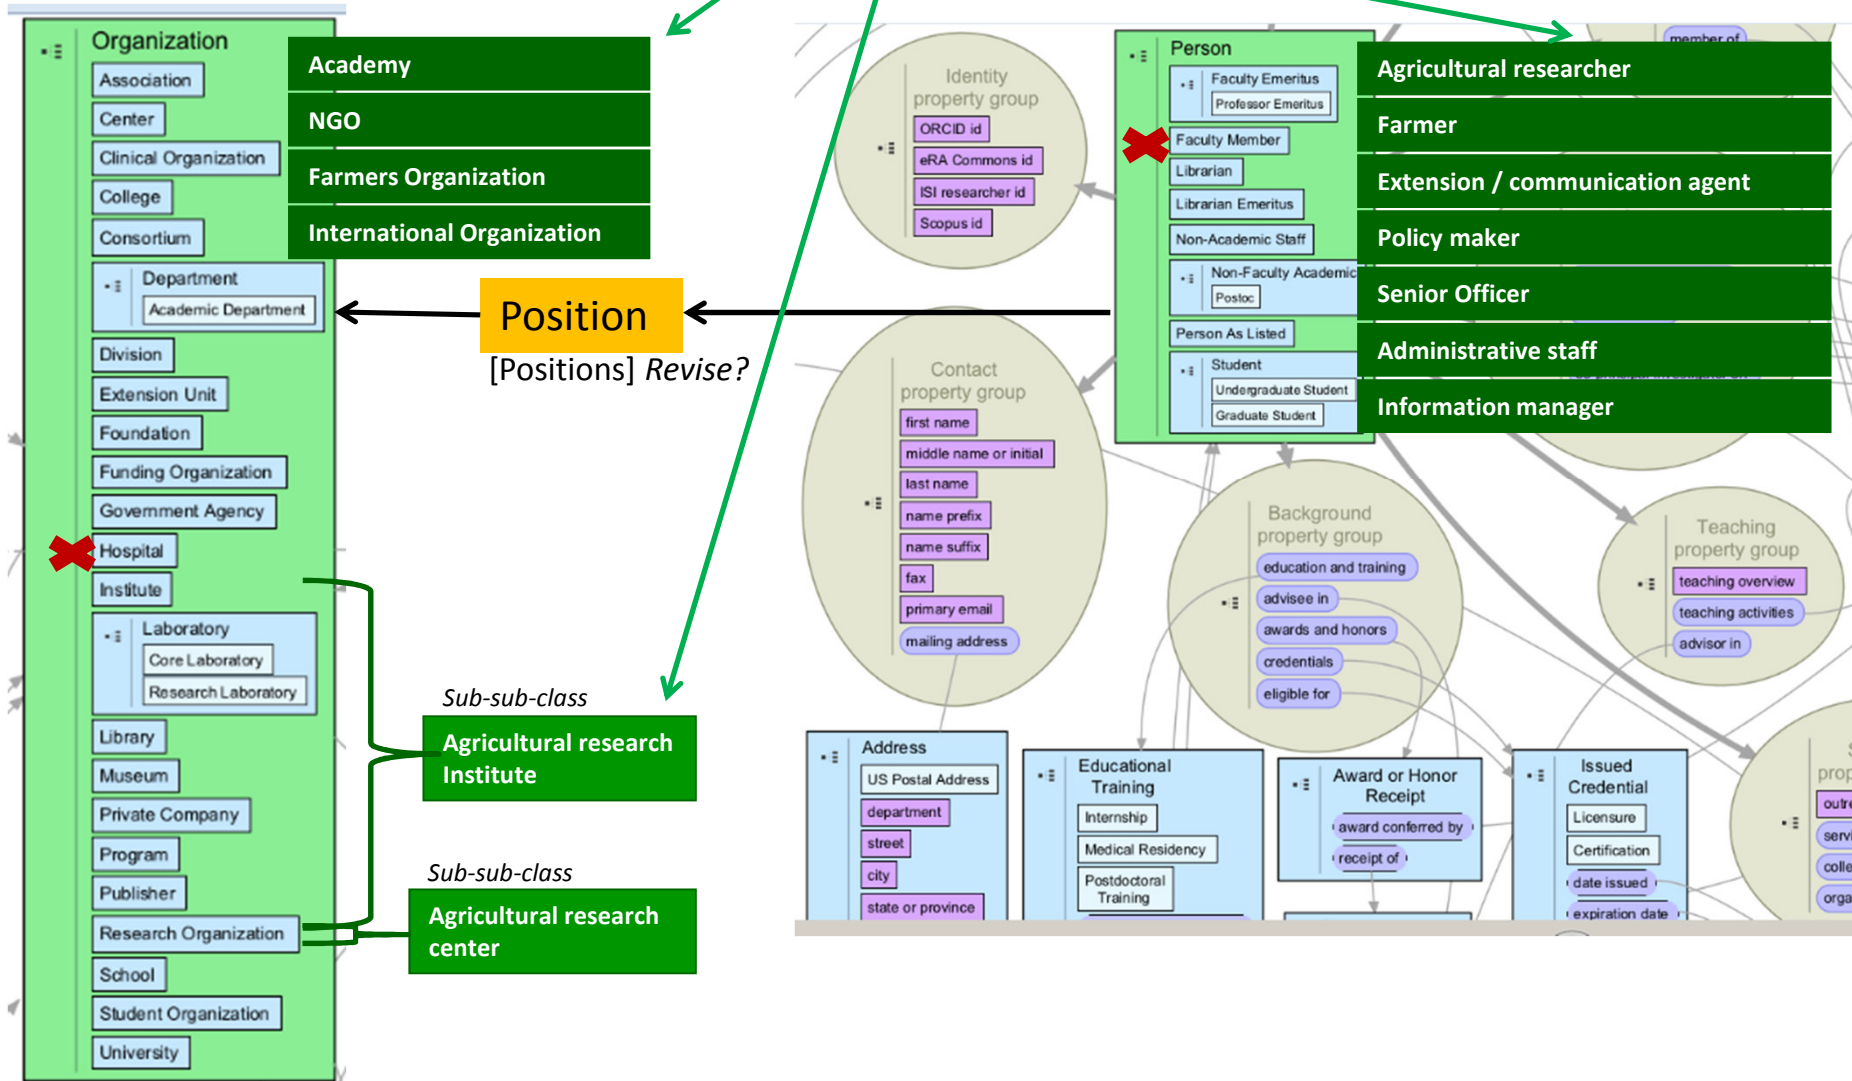 Organization
Association
Center
Clinical Organization
College
Consortium
Department
Academic Department
Division
Extension Unit
Foundation
Funding Organization
Government Agency
Hospital
Institute
Laboratory
Core Laboratory
Research Laboratory
Library
Museum
Private Company
Program
Publisher
Research Organization
School
Student Organization
University
Academy
NGO
Farmers Organization
International Organization
Position
[Positions] Revise?
Sub-sub-class
Agricultural research
Institute
Sub-sub-class
Agricultural research
center
Identity
property group
ORCID id
eRA Commons id
ISI researcher id
Scopus id
Contact
property group
first name
middle name or initial
last name
name prefix
name suffix
fax
primary email
mailing address
Person
Faculty Emeritus
Professor Emeritus
Faculty Member
Librarian
Librarian Emeritus
Non-Academic Staff
Non-Faculty Academic
Postoc
Person As Listed
Student
Undergraduate Student
Graduate Student
member of
Agricultural researcher
Farmer
Extension / communication agent
Policy maker
Senior Officer
Administrative staff
Information manager
Background
property group
education and training
advisee in
awards and honors
credentials
eligible for
Teaching
property group
teaching overview
teaching activities
advisor in
Address
US Postal Address
department
street
city
state or province
Educational
Training
Internship
Medical Residency
Postdoctoral
Training
Award or Honor
Receipt
award conferred by
receipt of
Issued
Credential
Licensure
Certification
date issued
expiration date